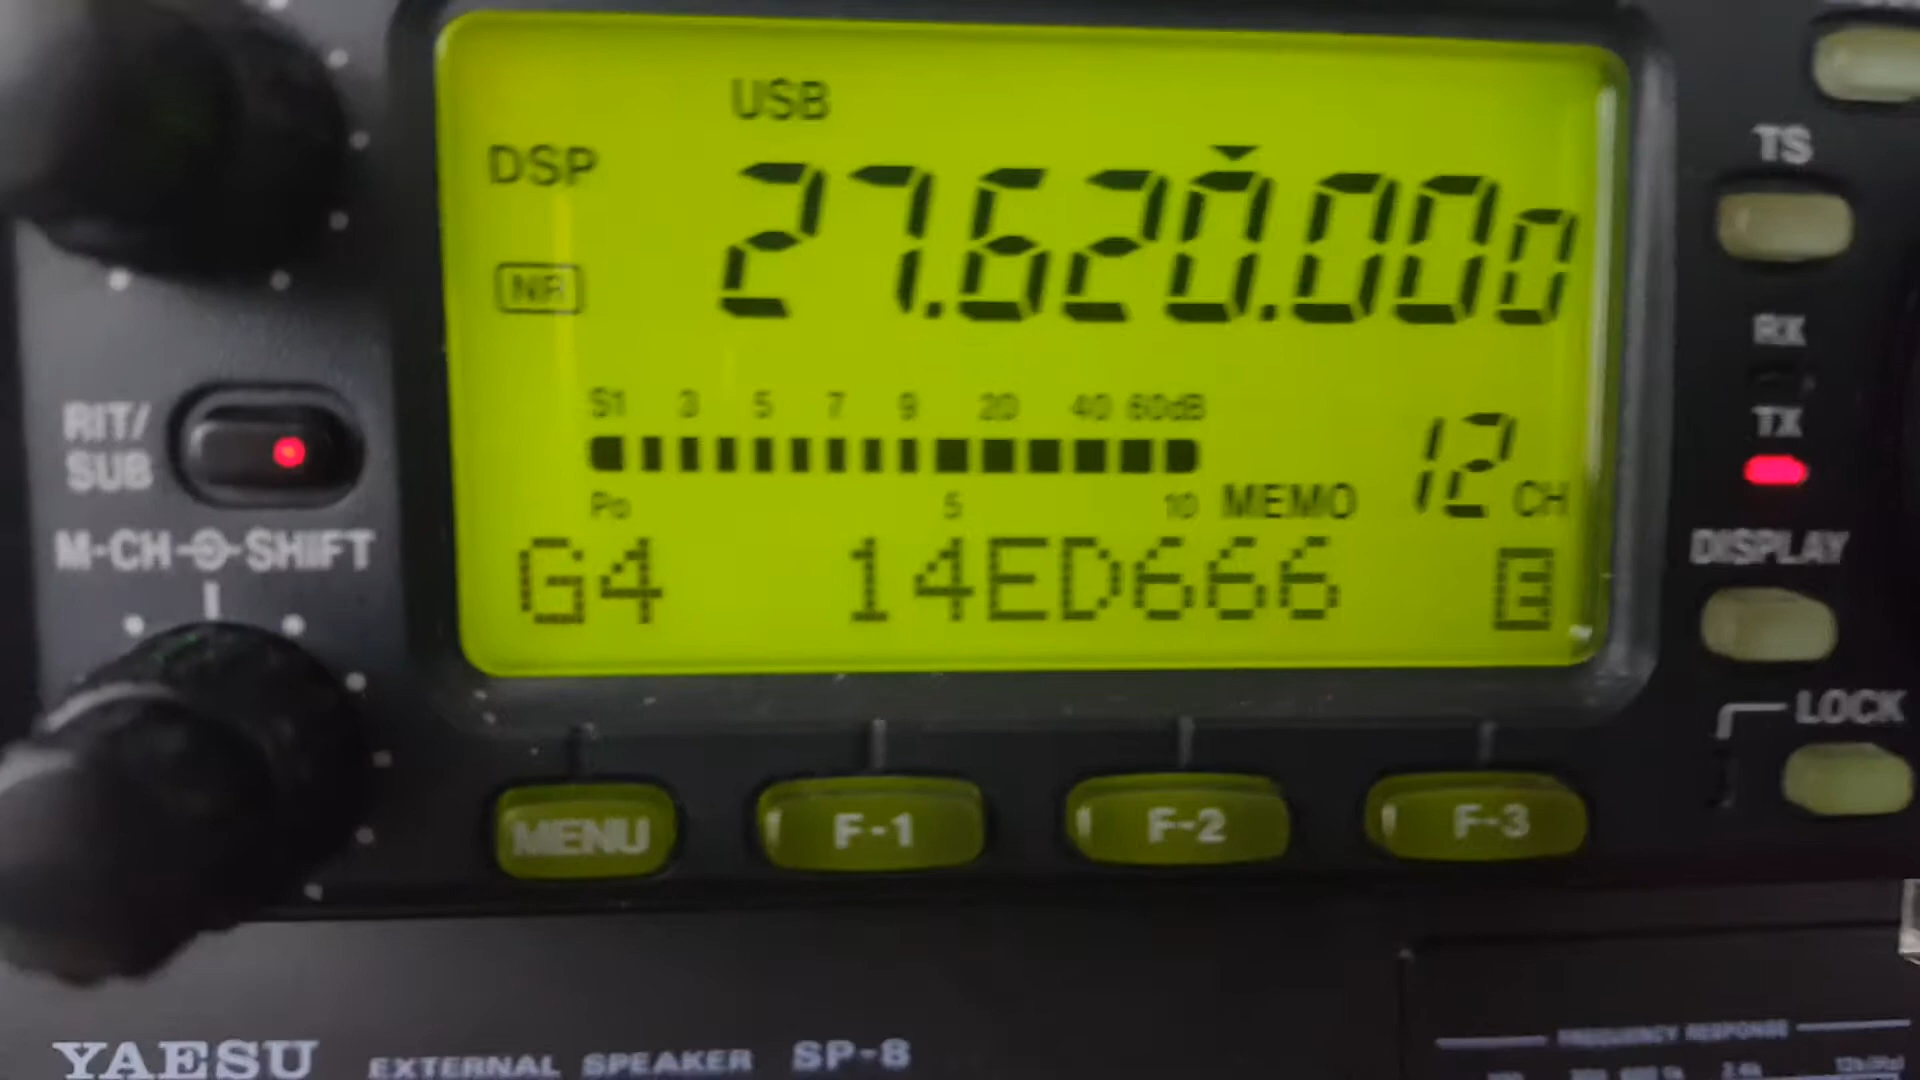 USB
DSP
27.620.000
NR
S1 3 5 7 9 20 40 60dB
Po 5 10 MEMO 12 CH
G4 14ED666 E
TS
RX
TX
DISPLAY
LOCK
RIT/
SUB
M-CH SHIFT
MENU F-1 F-2 F-3
YAESU EXTERNAL SPEAKER SP-8
FREQUENCY RESPONSE